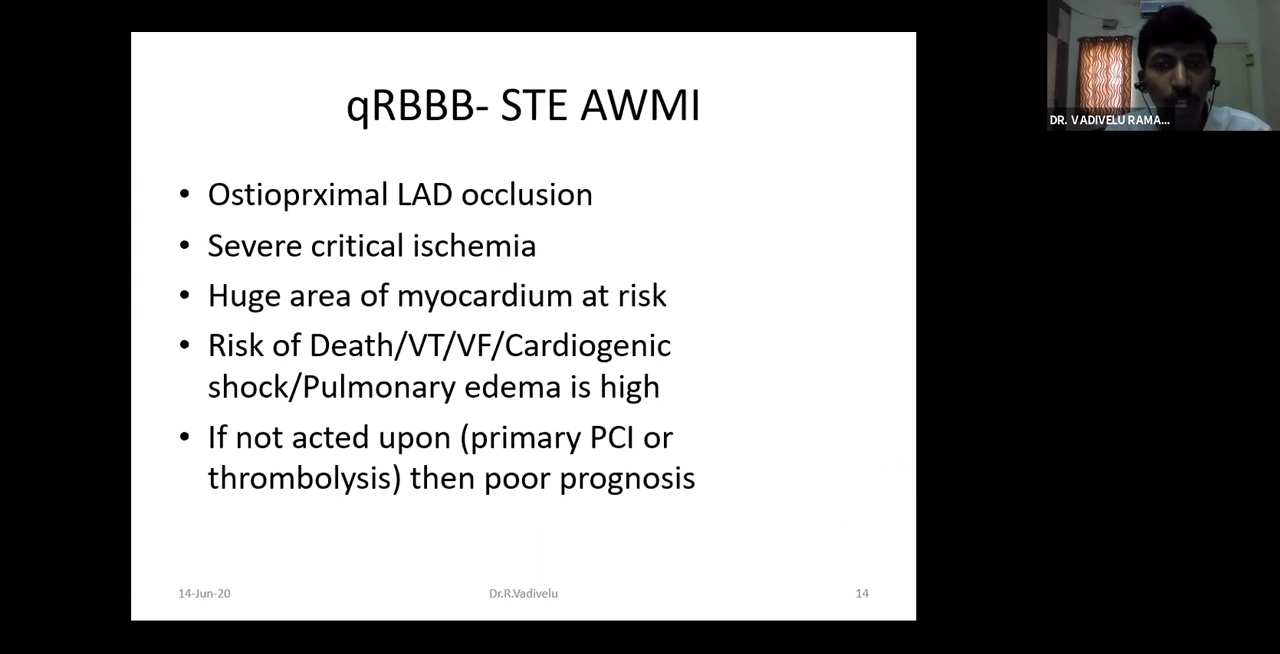 qRBBB- STE AWMI
• Ostioprximal LAD occlusion
• Severe critical ischemia
• Huge area of myocardium at risk
• Risk of Death/VT/VF/Cardiogenic
shock/Pulmonary edema is high
• If not acted upon (primary PCI or
thrombolysis) then poor prognosis
14-Jun-20
Dr.R.Vadivelu
14
DR. VADIVELU RAMA...